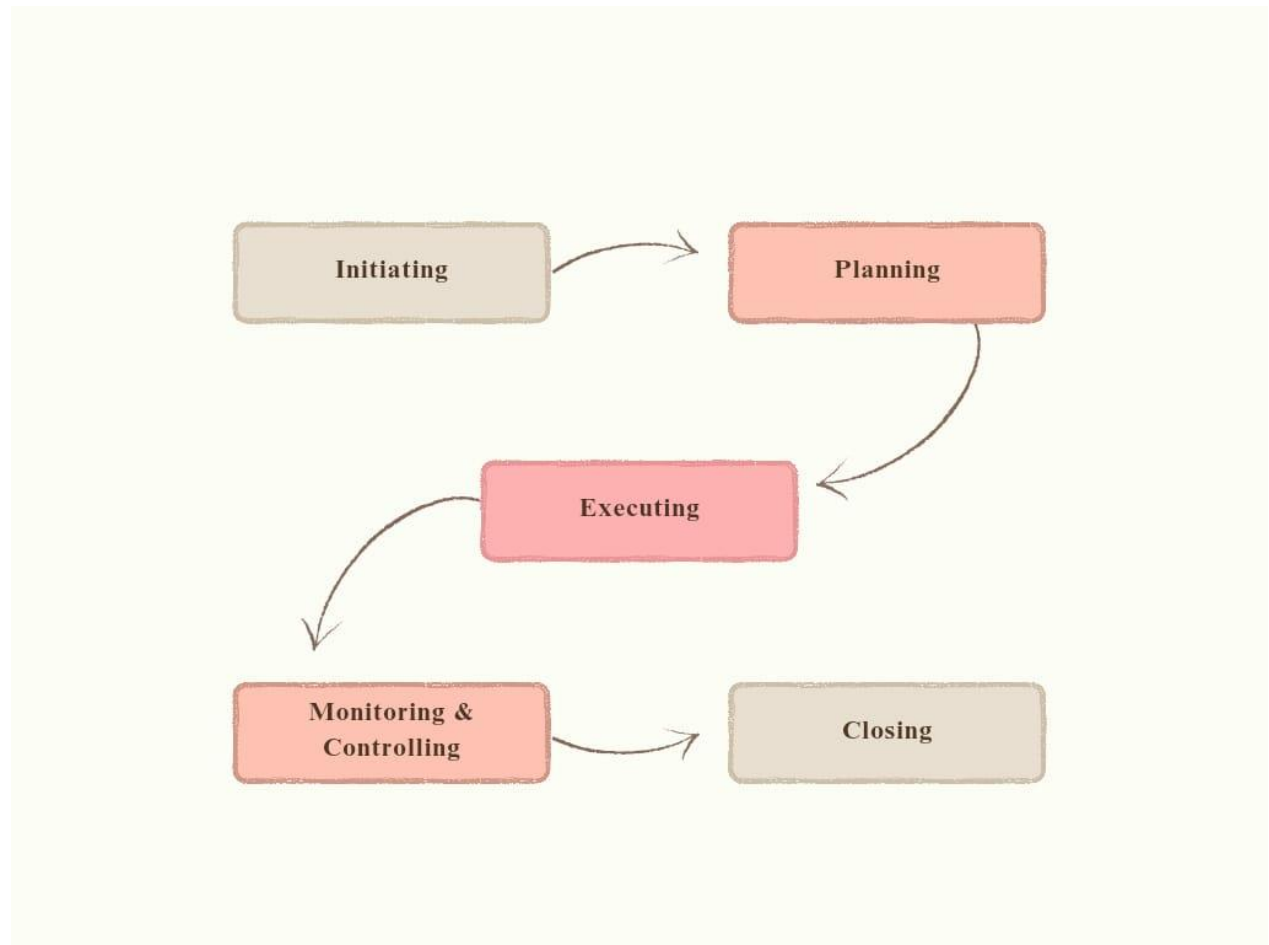 Initiating
Planning
Executing
Monitoring &
Controlling
Closing